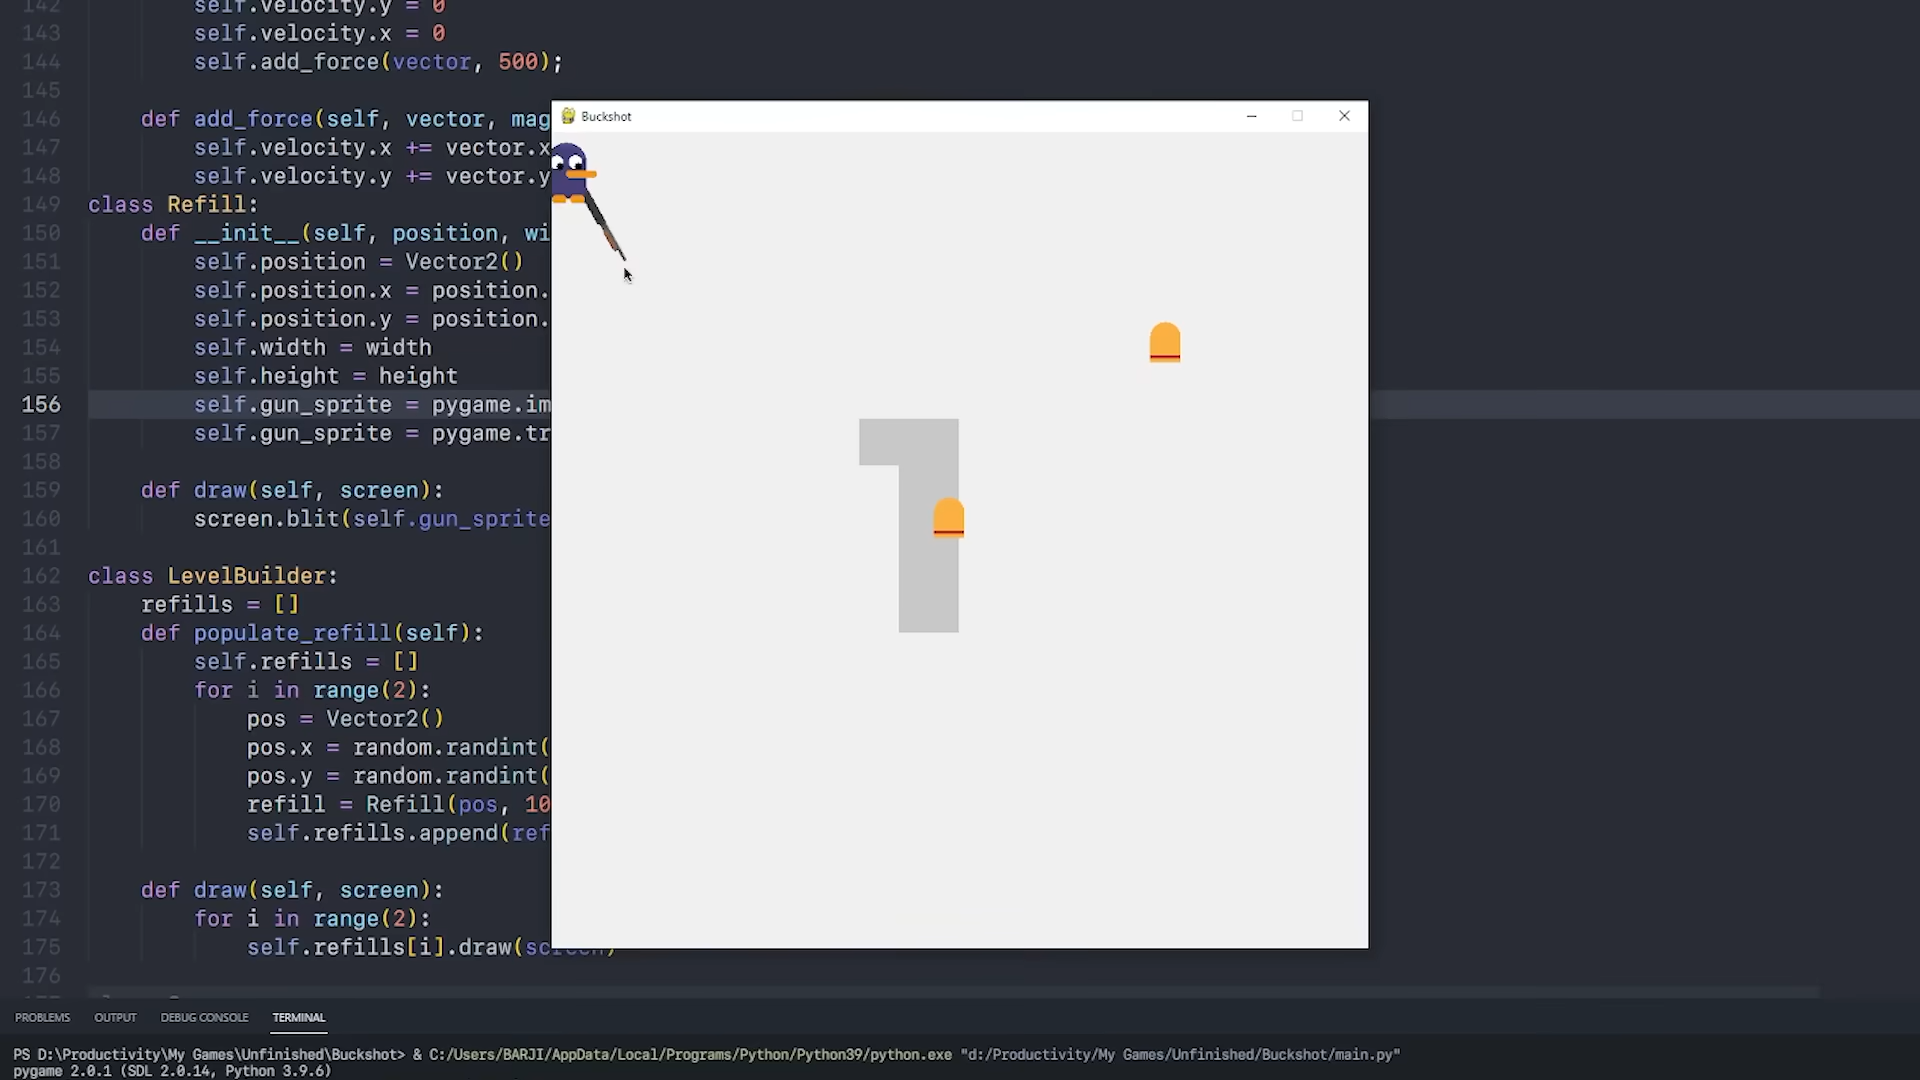 142 self.velocity.y = 0
143 self.velocity.x = 0
144 self.add_force(vector, 500);
145
146 def add_force(self, vector, mag
147 self.velocity.x += vector.x
148 self.velocity.y += vector.y
149 class Refill:
150 def __init__(self, position, wi
151 self.position = Vector2()
152 self.position.x = position.
153 self.position.y = position.
154 self.width = width
155 self.height = height
156 self.gun_sprite = pygame.im
157 self.gun_sprite = pygame.tr
158
159 def draw(self, screen):
160 screen.blit(self.gun_sprite
161
162 class LevelBuilder:
163 refills = []
164 def populate_refill(self):
165 self.refills = []
166 for i in range(2):
167 pos = Vector2()
168 pos.x = random.randint(
169 pos.y = random.randint(
170 refill = Refill(pos, 10
171 self.refills.append(ref
172
173 def draw(self, screen):
174 for i in range(2):
175 self.refills[i].draw(screen)
176
Buckshot
1
PROBLEMS OUTPUT DEBUG CONSOLE TERMINAL
PS D:\Productivity\My Games\Unfinished\Buckshot> & C:/Users/BARJI/AppData/Local/Programs/Python/Python39/python.exe "d:/Productivity/My Games/Unfinished/Buckshot/main.py"
pygame 2.0.1 (SDL 2.0.14, Python 3.9.6)